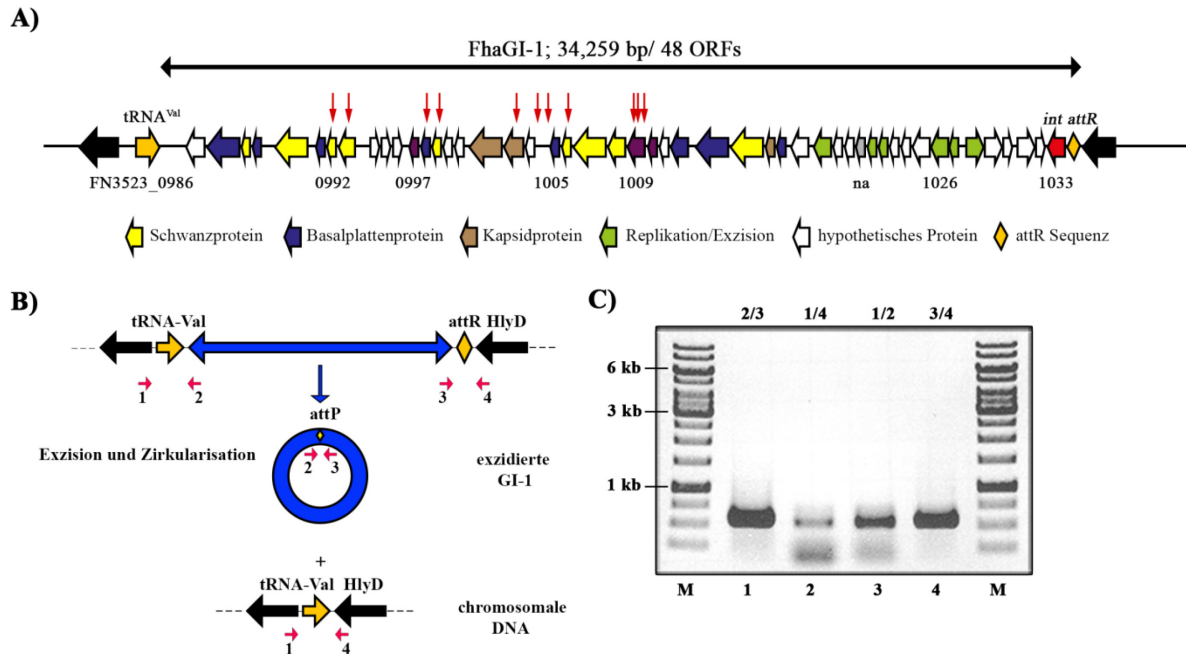 A)
FhaGI-1; 34,259 bp/ 48 ORFs
tRNAVal
int attR
FN3523_0986 0992 0997 1005 1009 na 1026 1033
Schwanzprotein Basalplattenprotein Kapsidprotein Replikation/Exzision hypothetisches Protein attR Sequenz
B)
tRNA-Val attR HlyD
1 2 3 4
attP
2 3
Exzision und Zirkularisation
exzidierte
GI-1
+
tRNA-Val HlyD
1 4
chromosomale
DNA
C)
2/3 1/4 1/2 3/4
6 kb
3 kb
1 kb
M 1 2 3 4 M